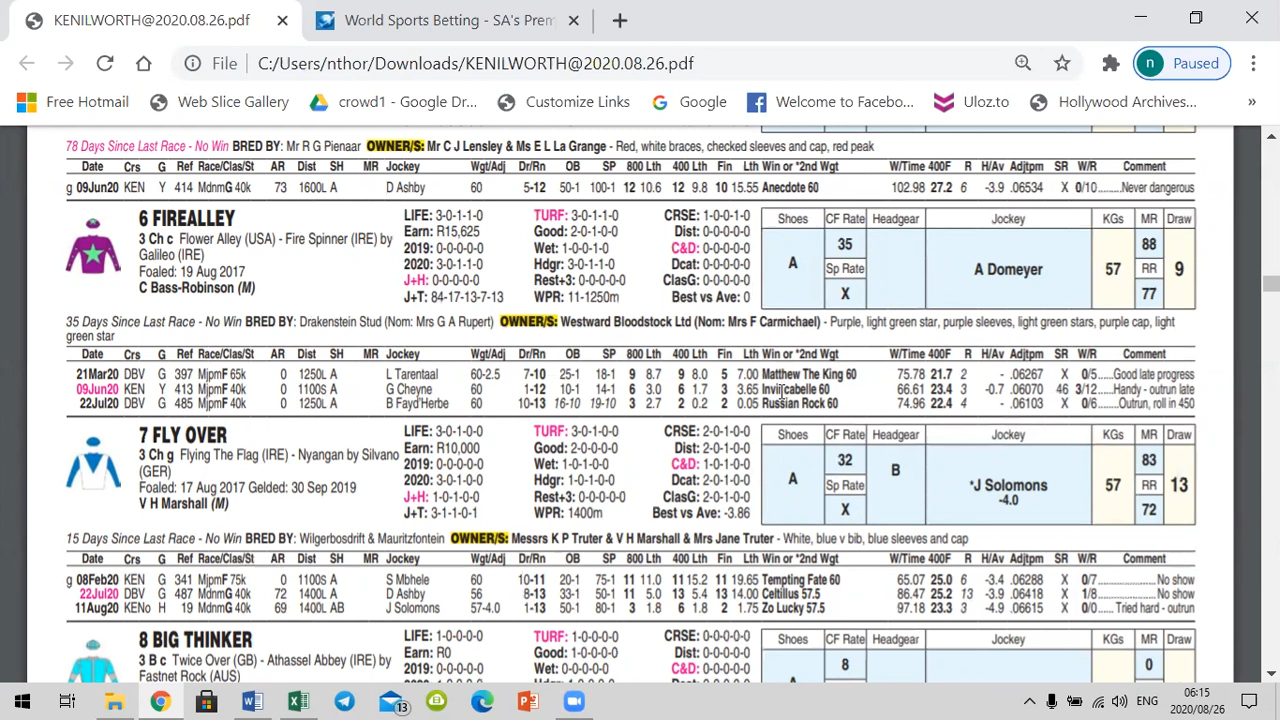 KENILWORTH@2020.08.26.pdf
World Sports Betting - SA's Prem
File C:/Users/nthor/Downloads/KENILWORTH@2020.08.26.pdf
n Paused
Free Hotmail Web Slice Gallery crowd1 - Google Dr... Customize Links Google Welcome to Faceb... Uloz.to Hollywood Archives... »
78 Days Since Last Race - No Win BRED BY: Mr R G Pienaar OWNER/S: Mr C J Lensley & Ms E L La Grange - Red, white braces, checked sleeves and cap, red peak
Date Crs G Ref Race/Clas/St AR Dist SH MR Jockey Wgt/Adj Dr/Rn OB SP 800 Lth 400 Lth Fin Lth Win or *2nd Wgt W/Time 400F R H/Av Adjtpm SR W/R Comment
g 09Jun20 KEN Y 414 MdnmG 40k 73 1600L A D Ashby 60 5-12 50-1 100-1 12 10.6 12 9.8 10 15.55 Anecdote 60 102.98 27.2 6 -3.9 .06534 X 0/10 .........Never dangerous
6 FIREALLEY
3 Ch c Flower Alley (USA) - Fire Spinner (IRE) by
Galileo (IRE)
Foaled: 19 Aug 2017
C Bass-Robinson (M)
LIFE: 3-0-1-1-0 TURF: 3-0-1-1-0 CRSE: 1-0-0-1-0
Earn: R15,625 Good: 2-0-1-0-0 Dist: 0-0-0-0-0
2019: 0-0-0-0-0 Wet: 1-0-0-1-0 C&D: 0-0-0-0-0
2020: 3-0-1-1-0 Hdgr: 3-0-1-1-0 Dcat: 0-0-0-0-0
J+H: 0-0-0-0-0 Rest+3: 0-0-0-0-0 ClasG: 0-0-0-0-0
J+T: 84-17-13-7-13 WPR: 11-1250m Best vs Ave: 0
Shoes CF Rate Headgear Jockey KGs MR Draw
A 35 A Domeyer 57 88 9
Sp Rate RR
X 77
35 Days Since Last Race - No Win BRED BY: Drakenstein Stud (Nom: Mrs G A Rupert) OWNER/S: Westward Bloodstock Ltd (Nom: Mrs F Carmichael) - Purple, light green star, purple sleeves, light green stars, purple cap, light
green star
Date Crs G Ref Race/Clas/St AR Dist SH MR Jockey Wgt/Adj Dr/Rn OB SP 800 Lth 400 Lth Fin Lth Win or *2nd Wgt W/Time 400F R H/Av Adjtpm SR W/R Comment
21Mar20 DBV G 397 MjpmF 65k 0 1250L A L Tarentaal 60-2.5 7-10 25-1 18-1 9 8.7 9 8.0 5 7.00 Matthew The King 60 75.78 21.7 2 - .06267 X 0/5 ......Good late progress
09Jun20 KEN Y 413 MjpmF 40k 0 1100S A G Cheyne 60 1-12 10-1 14-1 6 3.0 6 1.7 3 3.65 Invincabelle 60 66.61 23.4 3 -0.7 .06070 46 3/12 ....Handy - outrun late
22Jul20 DBV G 485 MjpmF 40k 0 1250L A B Fayd'Herbe 60 10-13 16-10 19-10 3 2.7 2 0.2 2 0.05 Russian Rock 60 74.96 22.4 4 - .06103 X 0/6 ......Outrun, roll in 450
7 FLY OVER
3 Ch g Flying The Flag (IRE) - Nyangan by Silvano
(GER)
Foaled: 17 Aug 2017 Gelded: 30 Sep 2019
V H Marshall (M)
LIFE: 3-0-1-0-0 TURF: 3-0-1-0-0 CRSE: 2-0-1-0-0
Earn: R10,000 Good: 2-0-0-0-0 Dist: 2-0-1-0-0
2019: 0-0-0-0-0 Wet: 1-0-1-0-0 C&D: 1-0-1-0-0
2020: 3-0-1-0-0 Hdgr: 1-0-1-0-0 Dcat: 0-0-0-0-0
J+H: 1-0-1-0-0 Rest+3: 0-0-0-0-0 ClasG: 2-0-1-0-0
J+T: 3-1-1-0-1 WPR: 1400m Best vs Ave: -3.86
Shoes CF Rate Headgear Jockey KGs MR Draw
A 32 B *J Solomons 57 83 13
-4.0
Sp Rate RR
X 72
15 Days Since Last Race - No Win BRED BY: Wilgerbosdrift & Mauritzfontein OWNER/S: Messrs K P Truter & V H Marshall & Mrs Jane Truter - White, blue v bib, blue sleeves and cap
Date Crs G Ref Race/Clas/St AR Dist SH MR Jockey Wgt/Adj Dr/Rn OB SP 800 Lth 400 Lth Fin Lth Win or *2nd Wgt W/Time 400F R H/Av Adjtpm SR W/R Comment
g 08Feb20 KEN G 341 MjpmF 75k 0 1100S A S Mbhele 60 10-11 20-1 75-1 11 11.0 11 15.2 11 19.65 Tempting Fate 60 65.07 25.0 6 -3.4 .06288 X 0/7 ......................... No show
22Jul20 DBV G 487 MjpmF 40k 72 1400L A D Ashby 60 8-13 33-1 50-1 11 5.0 13 5.4 13 14.00 Celtillus 57.5 86.47 25.2 13 -3.9 .06418 X 1/8 ......................... No show
11Aug20 KENo H 19 MdnmG 40k 69 1400L AB J Solomons 57-4.0 1-13 50-1 80-1 3 1.8 6 1.8 2 1.75 Zo Lucky 57.5 97.18 23.3 3 -4.9 .06615 X 0/0 ...... Tried hard - outrun
8 BIG THINKER
3 B c Twice Over (GB) - Athassel Abbey (IRE) by
Fastnet Rock (AUS)
LIFE: 1-0-0-0-0 TURF: 1-0-0-0-0 CRSE: 0-0-0-0-0
Earn: R0 Good: 1-0-0-0-0 Dist: 0-0-0-0-0
Wet: 0-0-0-0-0 C&D: 0-0-0-0-0
Shoes CF Rate Headgear Jockey KGs MR Draw
8 0
13
ENG 06:15
2020/08/26